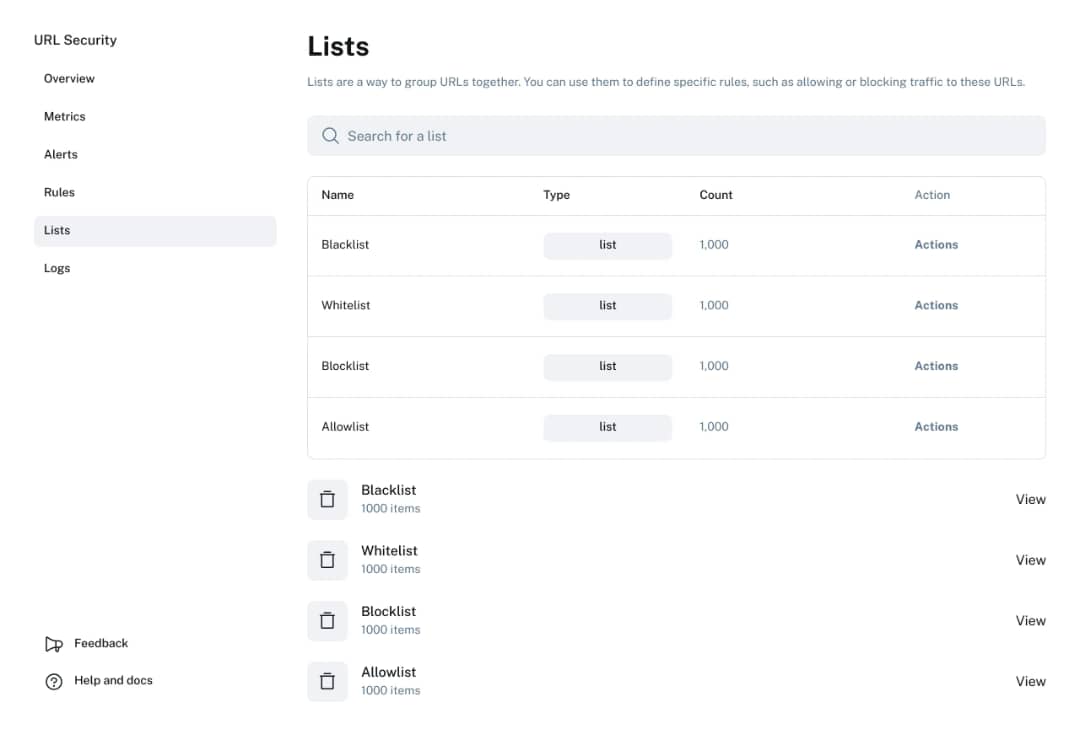 URL Security
Overview
Metrics
Alerts
Rules
Lists
Logs
Feedback
Help and docs
Lists
Lists are a way to group URLs together. You can use them to define specific rules, such as allowing or blocking traffic to these URLs.
Search for a list
Name Type Count Action
Blacklist list 1,000 Actions
Whitelist list 1,000 Actions
Blocklist list 1,000 Actions
Allowlist list 1,000 Actions
Blacklist
1000 items
View
Whitelist
1000 items
View
Blocklist
1000 items
View
Allowlist
1000 items
View